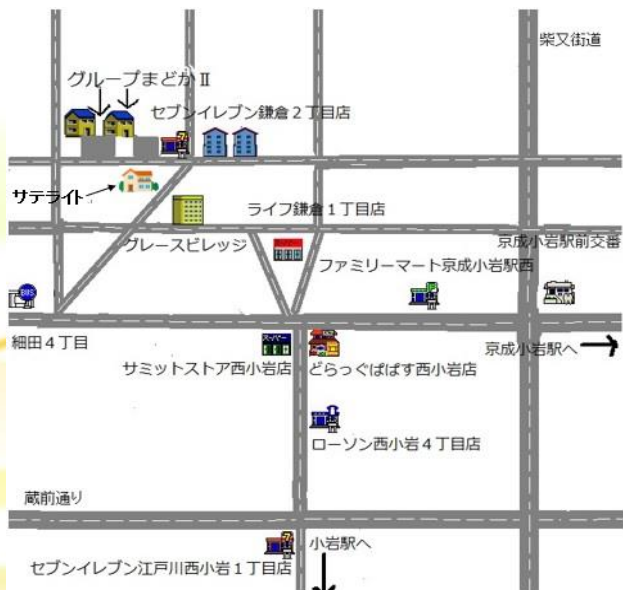 柴又街道
グループまどかⅡ
セブンイレブン鎌倉２丁目店
サテライト
ライフ鎌倉１丁目店
グレースビレッジ
京成小岩駅前交番
ファミリーマート京成小岩駅西
BUS
細田４丁目
スーパー
サミットストア西小岩店
どらっぐぱぱす西小岩店
京成小岩駅へ
ローソン西小岩４丁目店
蔵前通り
小岩駅へ
セブンイレブン江戸川西小岩１丁目店